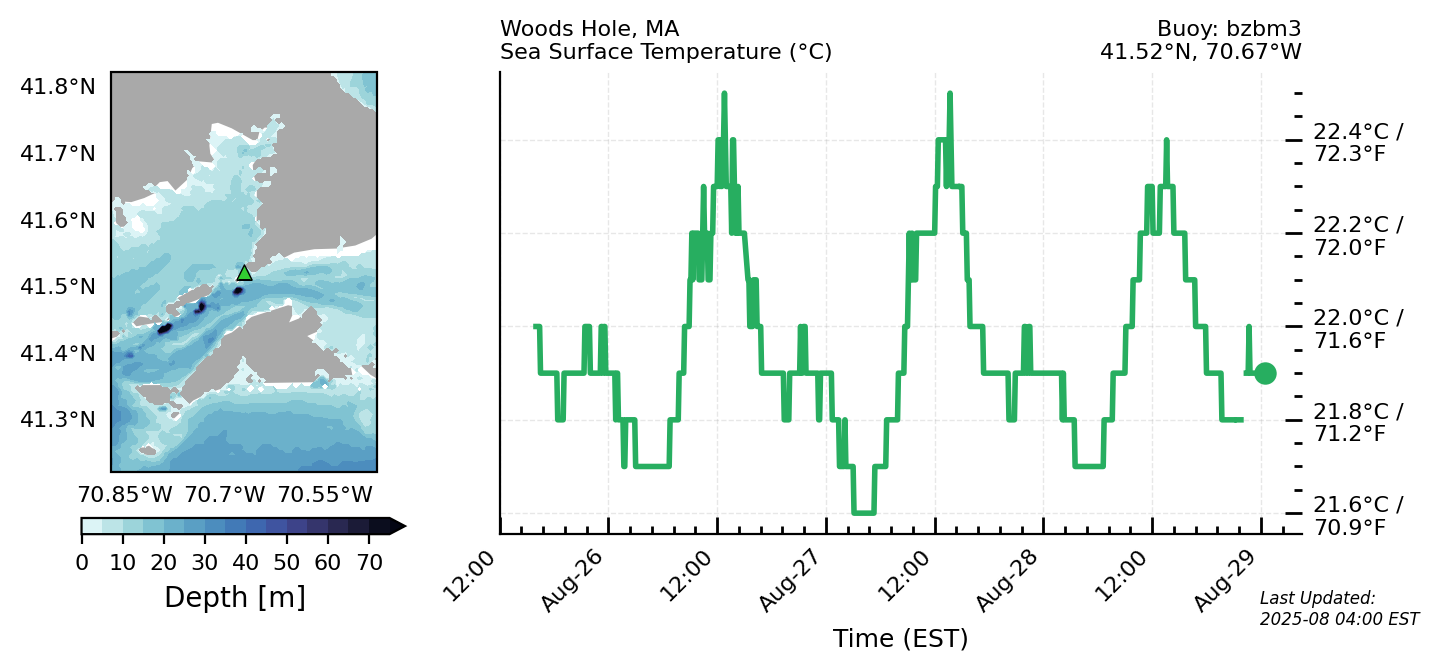 Woods Hole, MA
Sea Surface Temperature (°C)
Buoy: bzbm3
41.52°N, 70.67°W
41.8°N
41.7°N
41.6°N
41.5°N
41.4°N
41.3°N
70.85°W 70.7°W 70.55°W
0 10 20 30 40 50 60 70
Depth [m]
22.4°C /
72.3°F
22.2°C /
72.0°F
22.0°C /
71.6°F
21.8°C /
71.2°F
21.6°C /
70.9°F
12:00 Aug-26 12:00 Aug-27 12:00 Aug-28 12:00 Aug-29
Time (EST)
Last Updated:
2025-08 04:00 EST